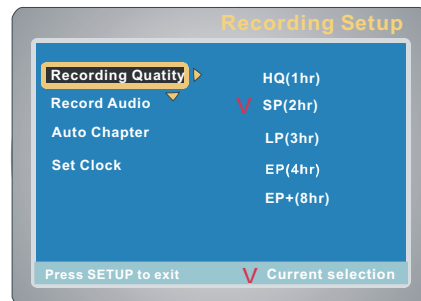 Recording Setup
Recording Quatity
Record Audio
Auto Chapter
Set Clock
HQ(1hr)
V SP(2hr)
LP(3hr)
EP(4hr)
EP+(8hr)
Press SETUP to exit
V Current selection